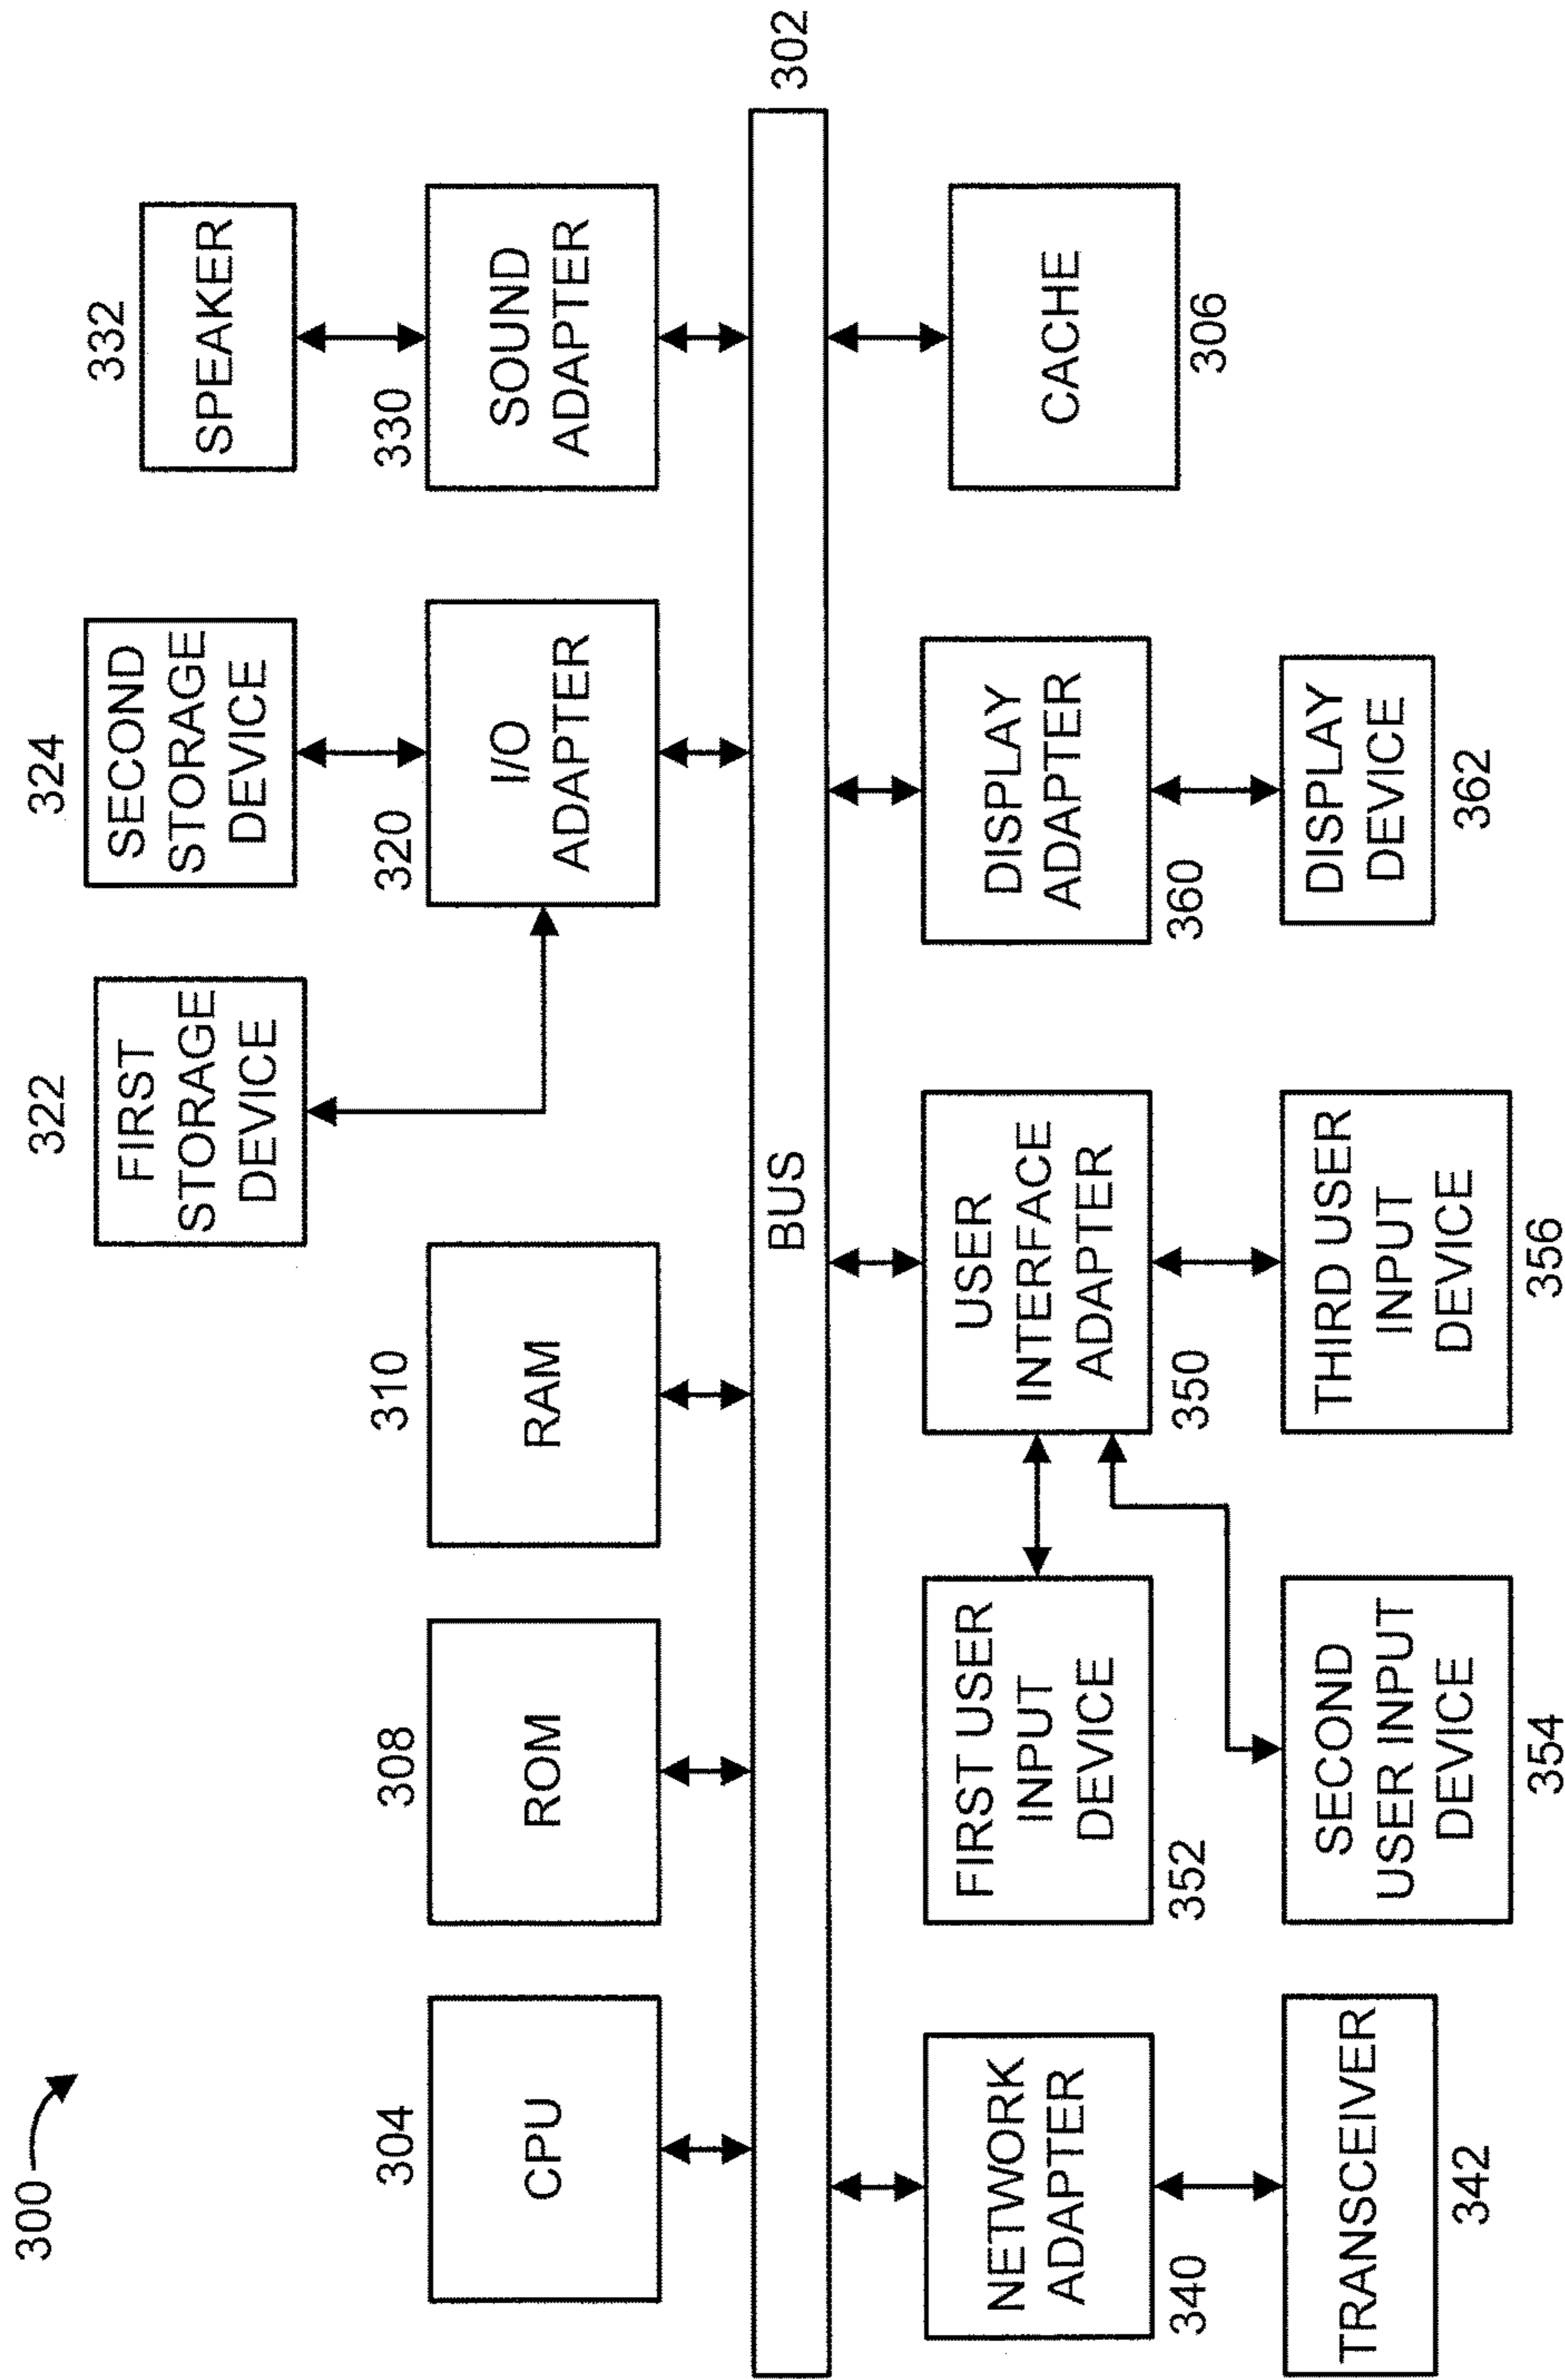 300
322
FIRST
STORAGE
DEVICE
324
SECOND
STORAGE
DEVICE
332
SPEAKER
304
CPU
308
ROM
310
RAM
320
I/O
ADAPTER
330
SOUND
ADAPTER
BUS
302
NETWORK
ADAPTER
340
FIRST USER
INPUT
DEVICE
352
USER
INTERFACE
ADAPTER
350
DISPLAY
ADAPTER
360
CACHE
306
TRANSCEIVER
342
SECOND
USER INPUT
DEVICE
354
THIRD USER
INPUT
DEVICE
356
DISPLAY
DEVICE
362